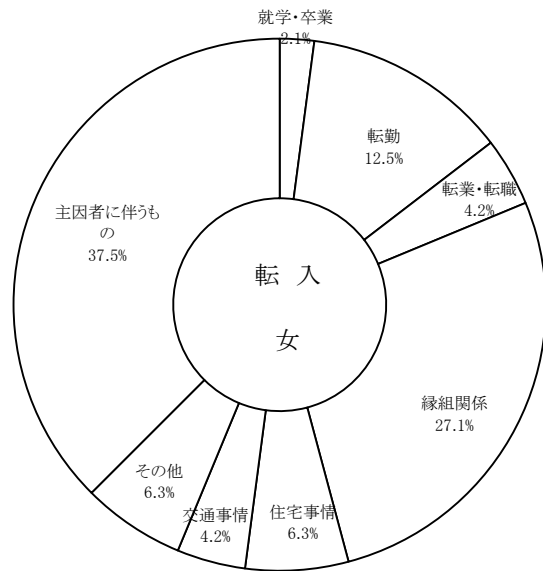 就学・卒業
2.1%
転勤
12.5%
転業・転職
4.2%
主因者に伴うも
の
37.5%
転 入
女
縁組関係
27.1%
その他
6.3%
交通事情
4.2%
住宅事情
6.3%